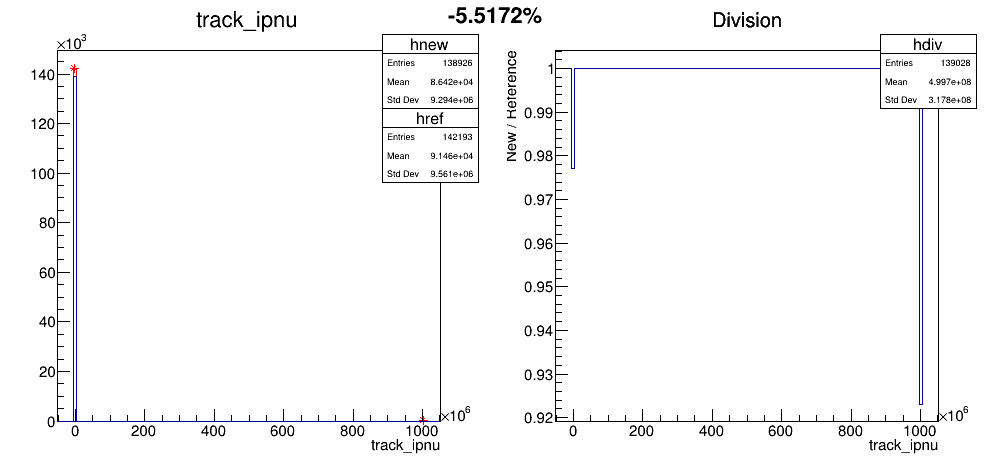 -5.5172%
track_ipnu
×10³
hnew
Entries 138926
Mean 8.642e+04
Std Dev 9.294e+06
href
Entries 142193
Mean 9.146e+04
Std Dev 9.561e+06
140
120
100
80
60
40
20
0
0 200 400 600 800 1000 ×10⁶
track_ipnu
Division
hdiv
Entries 139028
Mean 4.997e+08
Std Dev 3.178e+08
New / Reference
1
0.99
0.98
0.97
0.96
0.95
0.94
0.93
0.92
0 200 400 600 800 1000 ×10⁶
track_ipnu